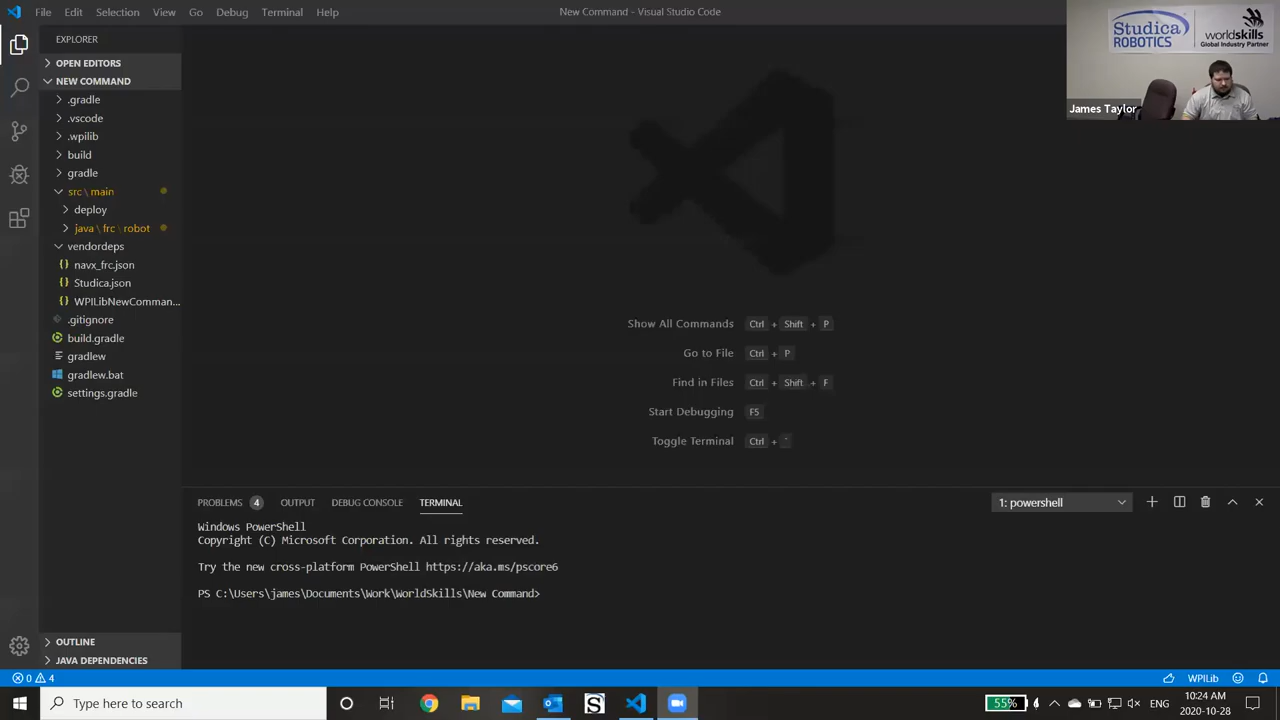 File Edit Selection View Go Debug Terminal Help
New Command - Visual Studio Code
Studica
ROBOTICS
worldskills
Global Industry Partner
James Taylor
EXPLORER
OPEN EDITORS
NEW COMMAND
.gradle
.vscode
.wpilib
build
gradle
src \ main
deploy
java \ frc \ robot
vendordeps
{} navx_frc.json
{} Studica.json
{} WPILibNewComman...
.gitignore
build.gradle
gradlew
gradlew.bat
settings.gradle
OUTLINE
JAVA DEPENDENCIES
Show All Commands Ctrl + Shift + P
Go to File Ctrl + P
Find in Files Ctrl + Shift + F
Start Debugging F5
Toggle Terminal Ctrl + `
PROBLEMS 4 OUTPUT DEBUG CONSOLE TERMINAL
1: powershell
Windows PowerShell
Copyright (C) Microsoft Corporation. All rights reserved.
Try the new cross-platform PowerShell https://aka.ms/pscore6
PS C:\Users\james\Documents\Work\WorldSkills\New Command>
0 4
WPILib
Type here to search
S
55%
ENG
10:24 AM
2020-10-28